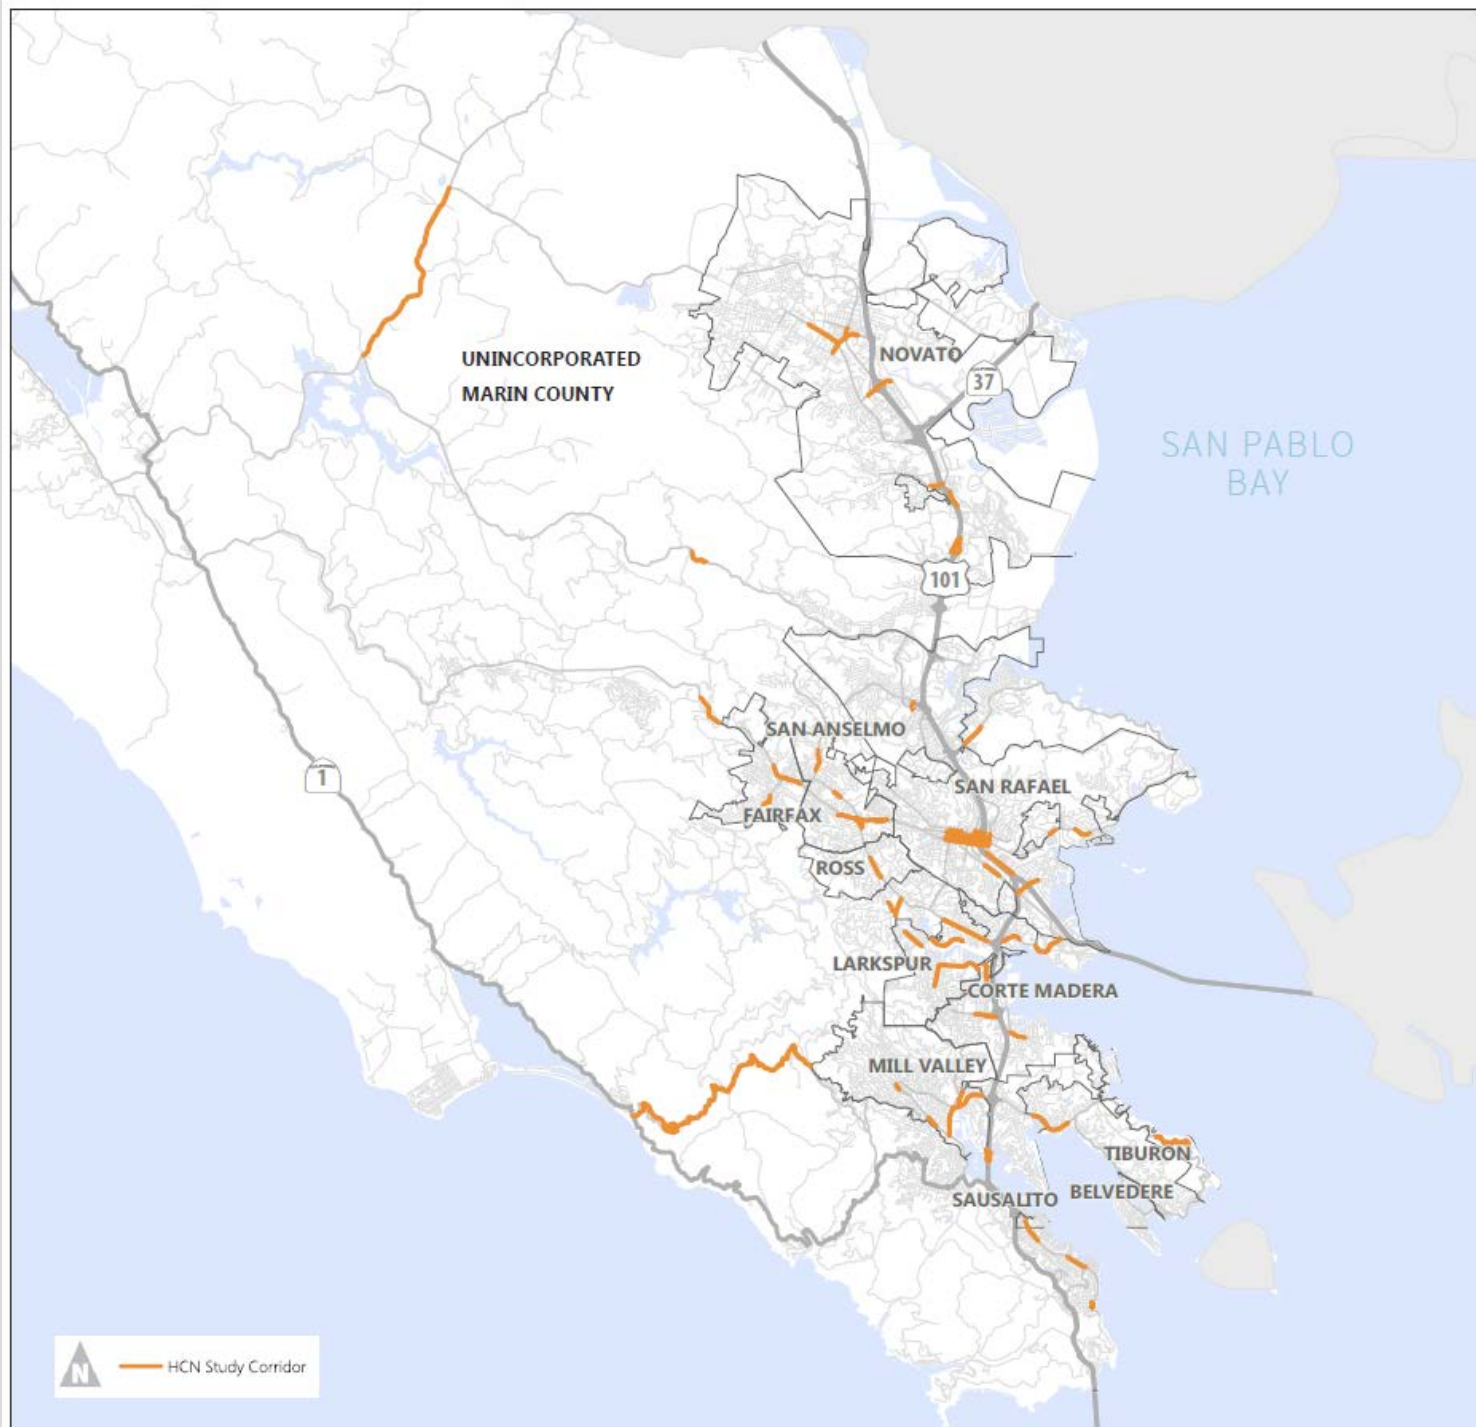 UNINCORPORATED
MARIN COUNTY
NOVATO
37
SAN PABLO
BAY
101
SAN ANSELMO
1
SAN RAFAEL
FAIRFAX
ROSS
LARKSPUR
CORTE MADERA
MILL VALLEY
TIBURON
BELVEDERE
SAUSALITO
N
HCN Study Corridor